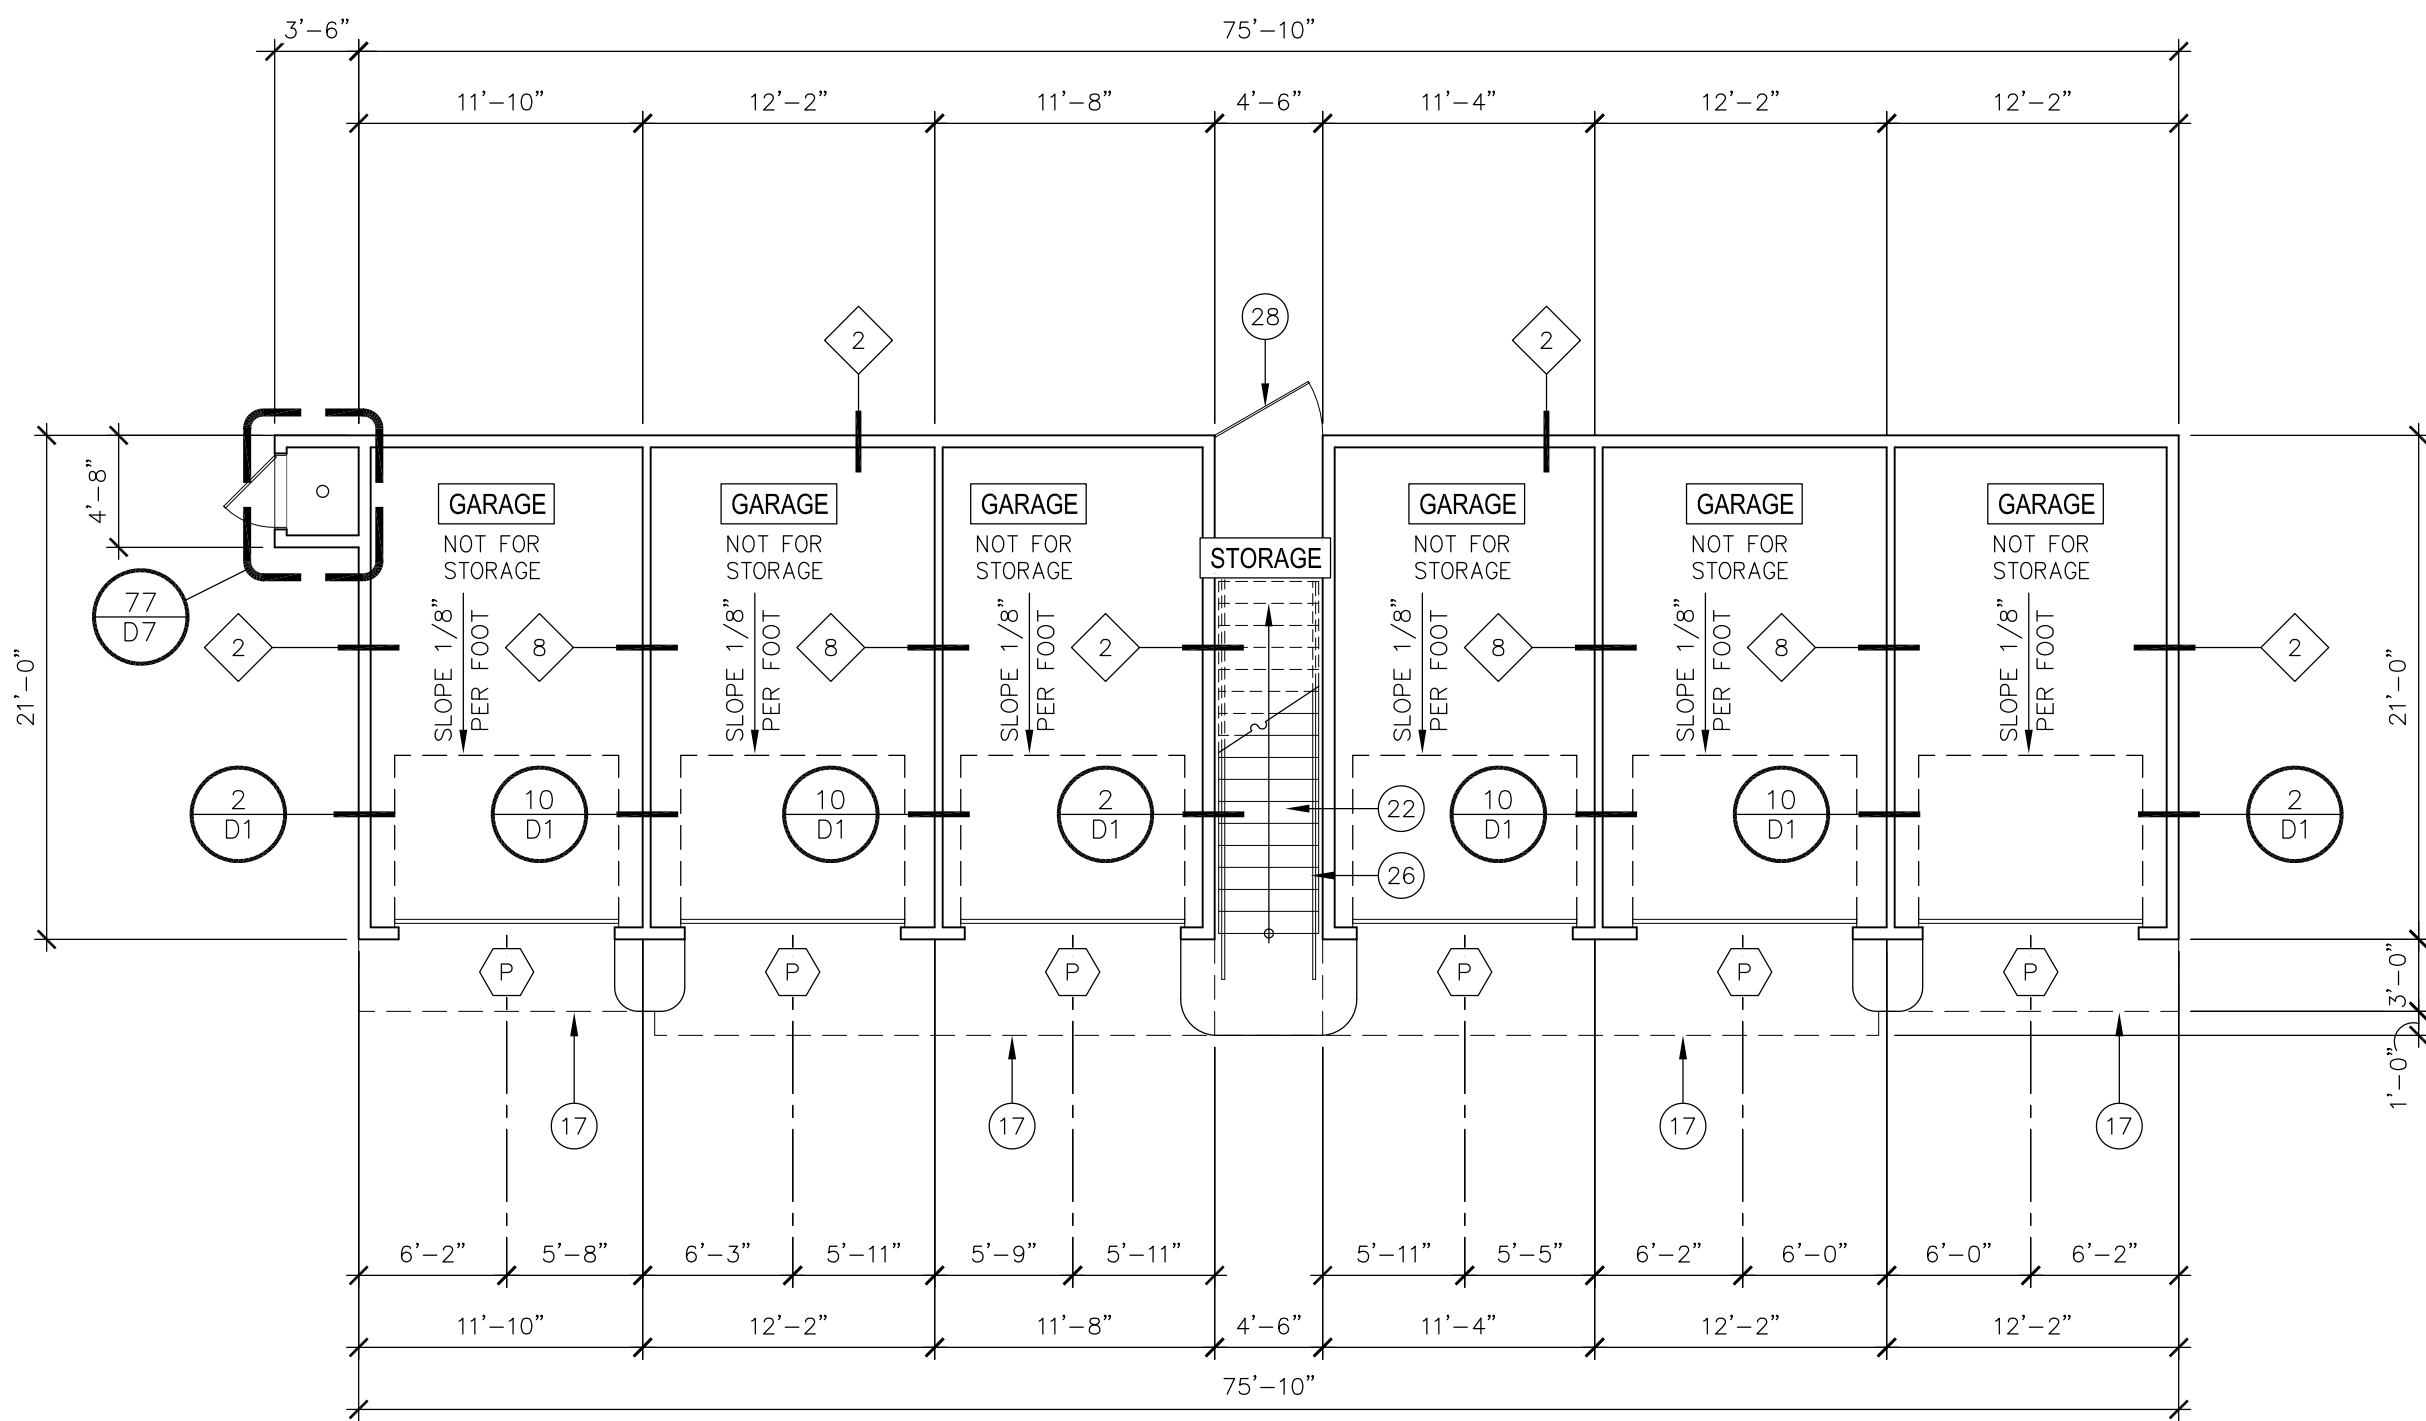 3'-6" 75'-10"
11'-10" 12'-2" 11'-8" 4'-6" 11'-4" 12'-2" 12'-2"
28
2 2
4'-8"
21'-0"
21'-0"
GARAGE GARAGE GARAGE GARAGE GARAGE GARAGE
NOT FOR NOT FOR NOT FOR NOT FOR NOT FOR NOT FOR
STORAGE STORAGE STORAGE STORAGE STORAGE STORAGE
STORAGE
77
D7
SLOPE 1/8" SLOPE 1/8" SLOPE 1/8" SLOPE 1/8" SLOPE 1/8" SLOPE 1/8"
PER FOOT PER FOOT PER FOOT PER FOOT PER FOOT PER FOOT
2 8 8 2 8 8 2
2 10 10 2 22 10 10 2
D1 D1 D1 D1 D1 D1 D1
26
P P P P P P
3'-0"
1'-0"
17 17 17 17
6'-2" 5'-8" 6'-3" 5'-11" 5'-9" 5'-11" 5'-11" 5'-5" 6'-2" 6'-0" 6'-0" 6'-2"
11'-10" 12'-2" 11'-8" 4'-6" 11'-4" 12'-2" 12'-2"
75'-10"